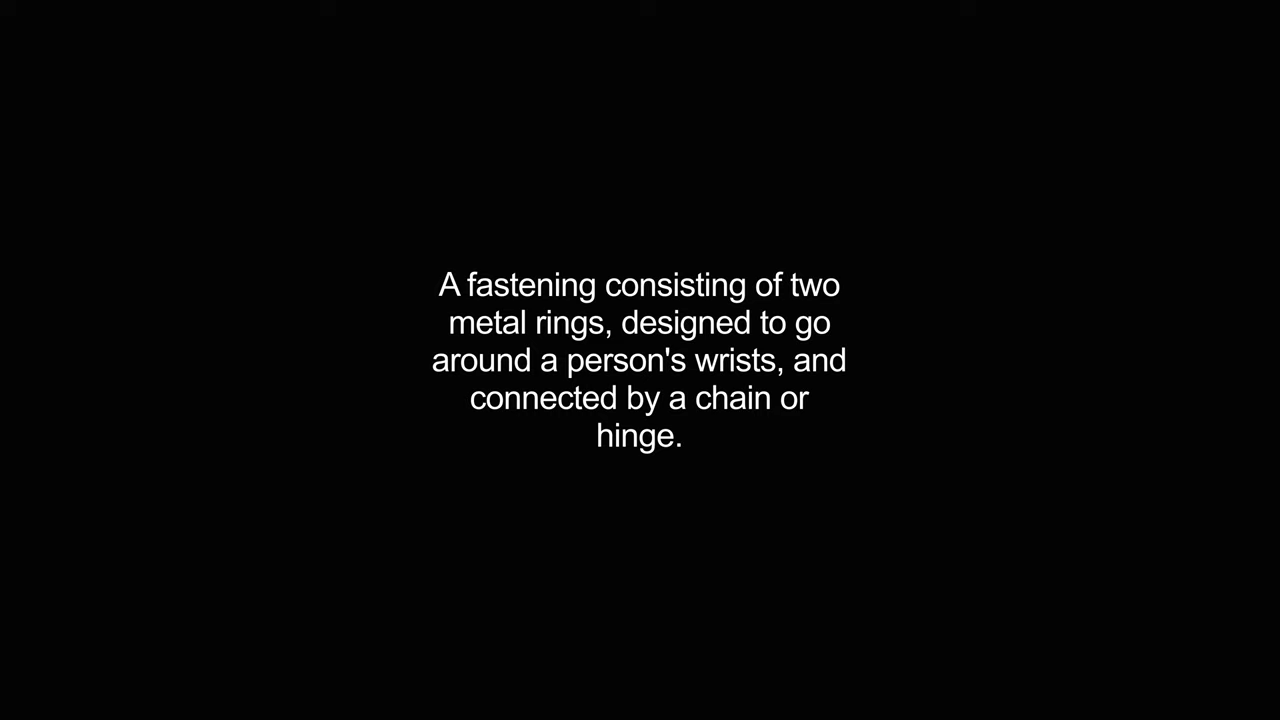 A fastening consisting of two
metal rings, designed to go
around a person's wrists, and
connected by a chain or
hinge.